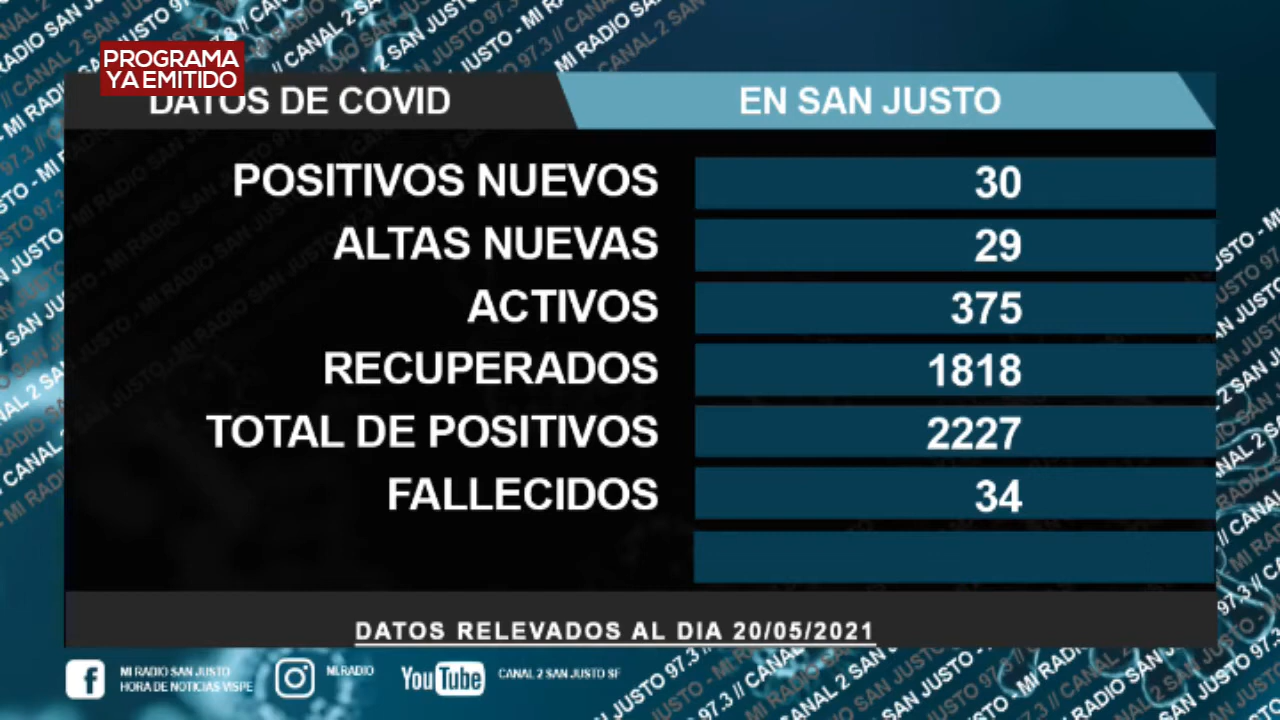 PROGRAMA
YA EMITIDO
DATOS DE COVID
EN SAN JUSTO
POSITIVOS NUEVOS 30
ALTAS NUEVAS 29
ACTIVOS 375
RECUPERADOS 1818
TOTAL DE POSITIVOS 2227
FALLECIDOS 34
DATOS RELEVADOS AL DIA 20/05/2021
MI RADIO SAN JUSTO
HORA DE NOTICIAS VISPE
MI.RADIO
YouTube
CANAL 2 SAN JUSTO SF